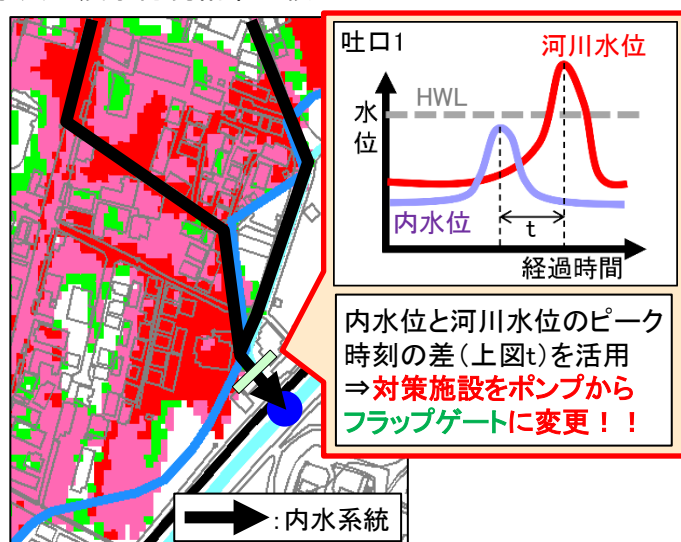 吐口1
河川水位
水位
HWL
内水位
t
経過時間
内水位と河川水位のピーク
時刻の差(上図t)を活用
⇒対策施設をポンプから
フラップゲートに変更!!
:内水系統